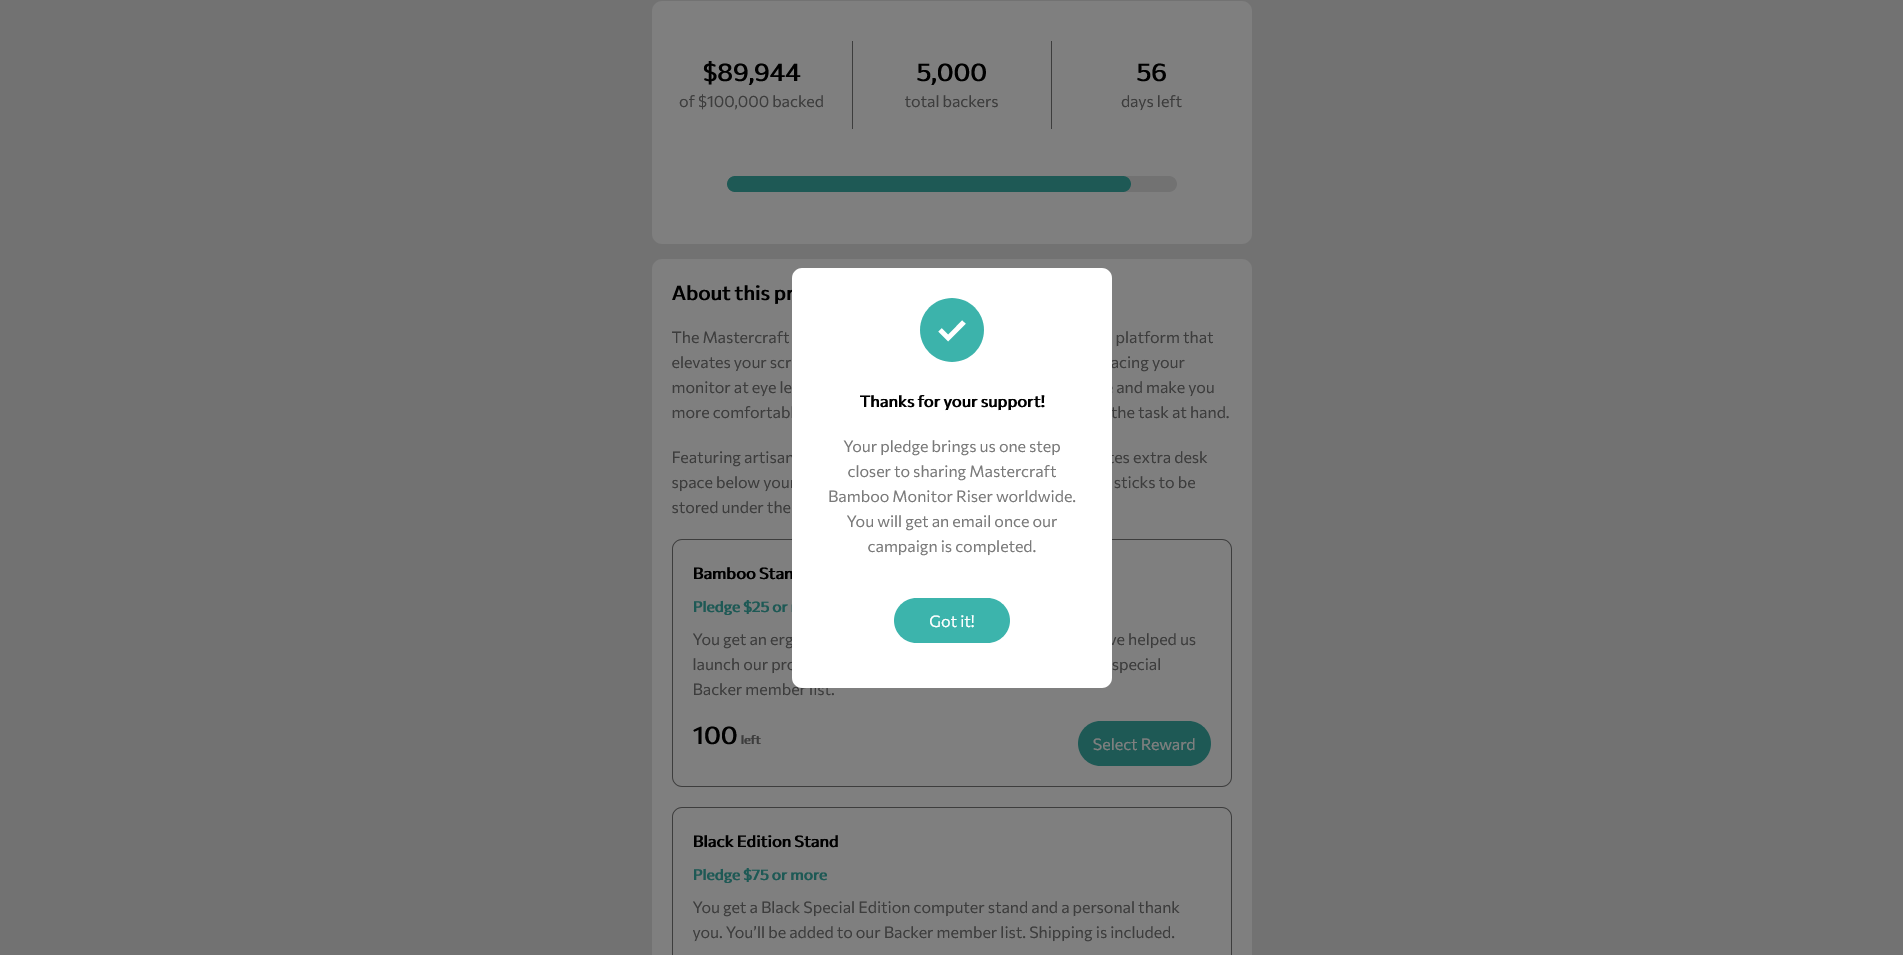 $89,944
of $100,000 backed
5,000
total backers
56
days left
About this pr
The Mastercraft
platform that
elevates your scr
acing your
monitor at eye le
and make you
more comfortab
the task at hand.
Featuring artisan
tes extra desk
space below your
sticks to be
stored under the
Thanks for your support!
Your pledge brings us one step
closer to sharing Mastercraft
Bamboo Monitor Riser worldwide.
You will get an email once our
campaign is completed.
Got it!
Bamboo Stan
Pledge $25 or
You get an erg
ve helped us
launch our pro
special
Backer member list.
100 left
Select Reward
Black Edition Stand
Pledge $75 or more
You get a Black Special Edition computer stand and a personal thank
you. You’ll be added to our Backer member list. Shipping is included.